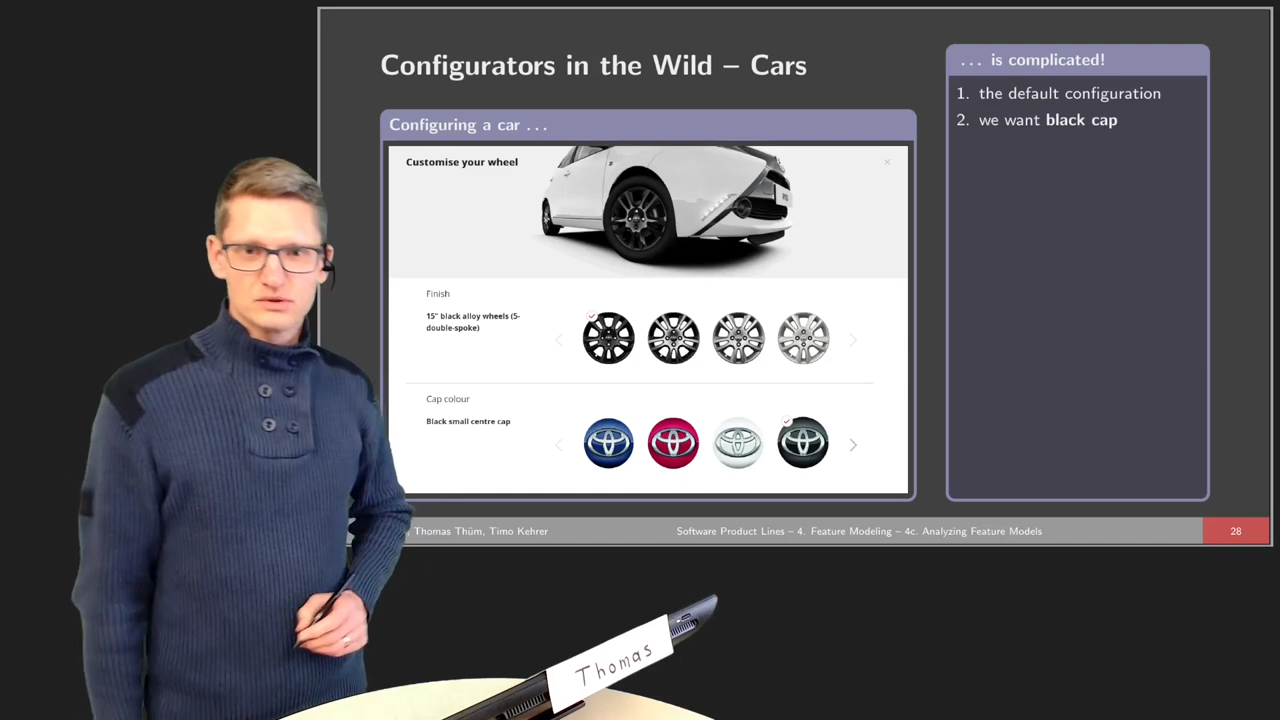 Configurators in the Wild – Cars
Configuring a car . . .
Customise your wheel
Finish
15" black alloy wheels (5-
double-spoke)
Cap colour
Black small centre cap
. . . is complicated!
1. the default configuration
2. we want black cap
Thomas Thüm, Timo Kehrer
Software Product Lines – 4. Feature Modeling – 4c. Analyzing Feature Models
28
Thomas